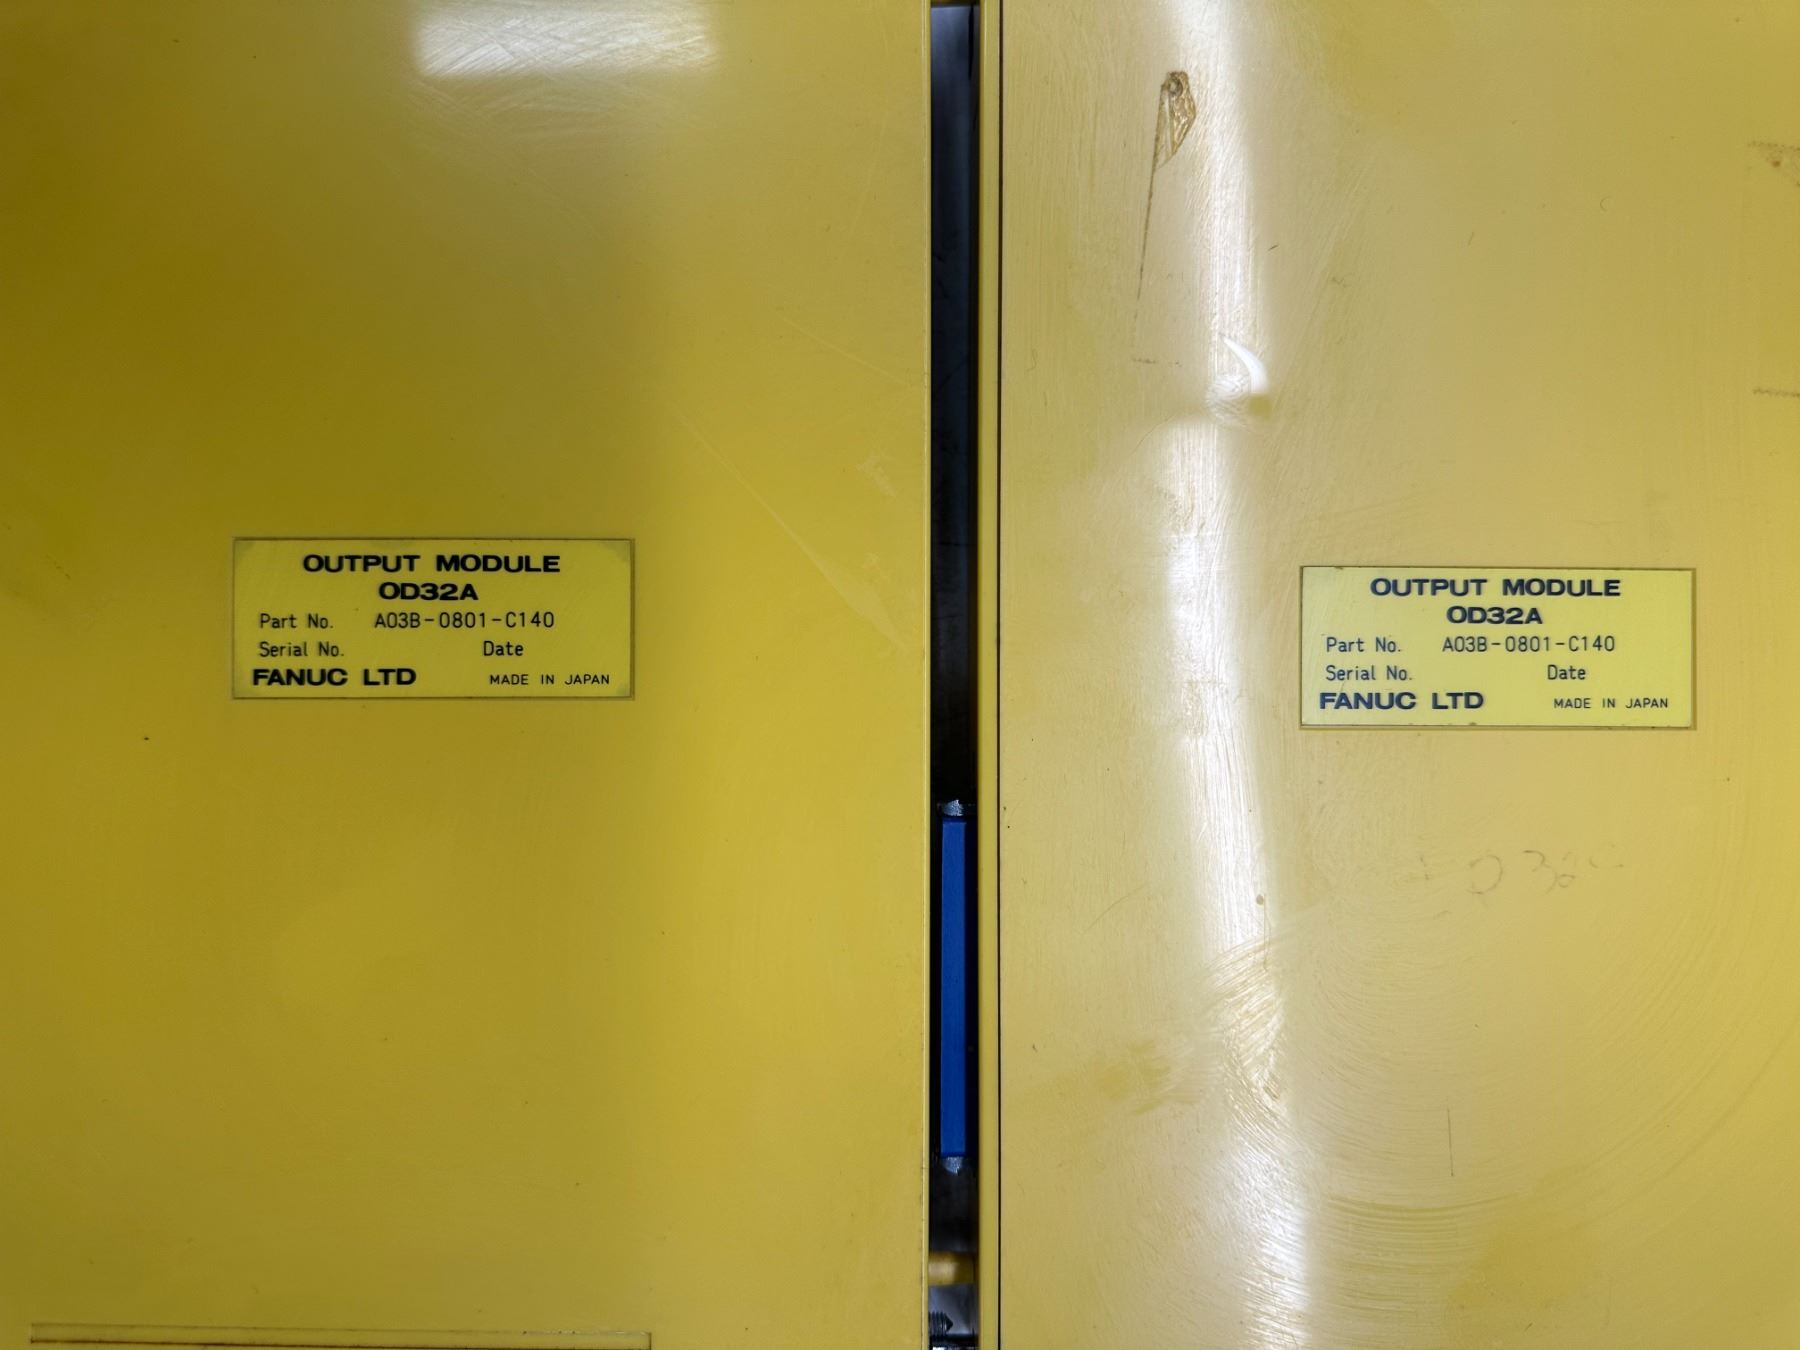 OUTPUT MODULE
OD32A
Part No. A03B-0801-C140
Serial No. Date
FANUC LTD MADE IN JAPAN
OUTPUT MODULE
OD32A
Part No. A03B-0801-C140
Serial No. Date
FANUC LTD MADE IN JAPAN